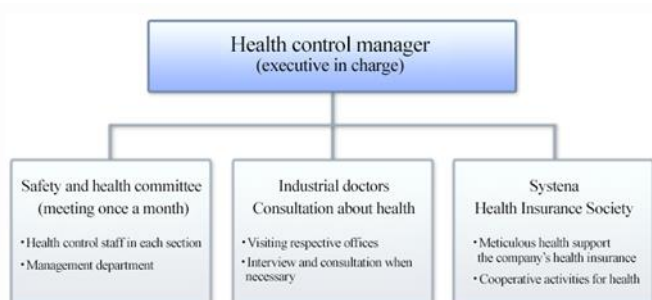 Health control manager
(executive in charge)
Safety and health committee
(meeting once a month)
・Health control staff in each section
・Management department
Industrial doctors
Consultation about health
・Visiting respective offices
・Interview and consultation when
necessary
Systena
Health Insurance Society
・Meticulous health support
the company's health insurance
・Cooperative activities for health